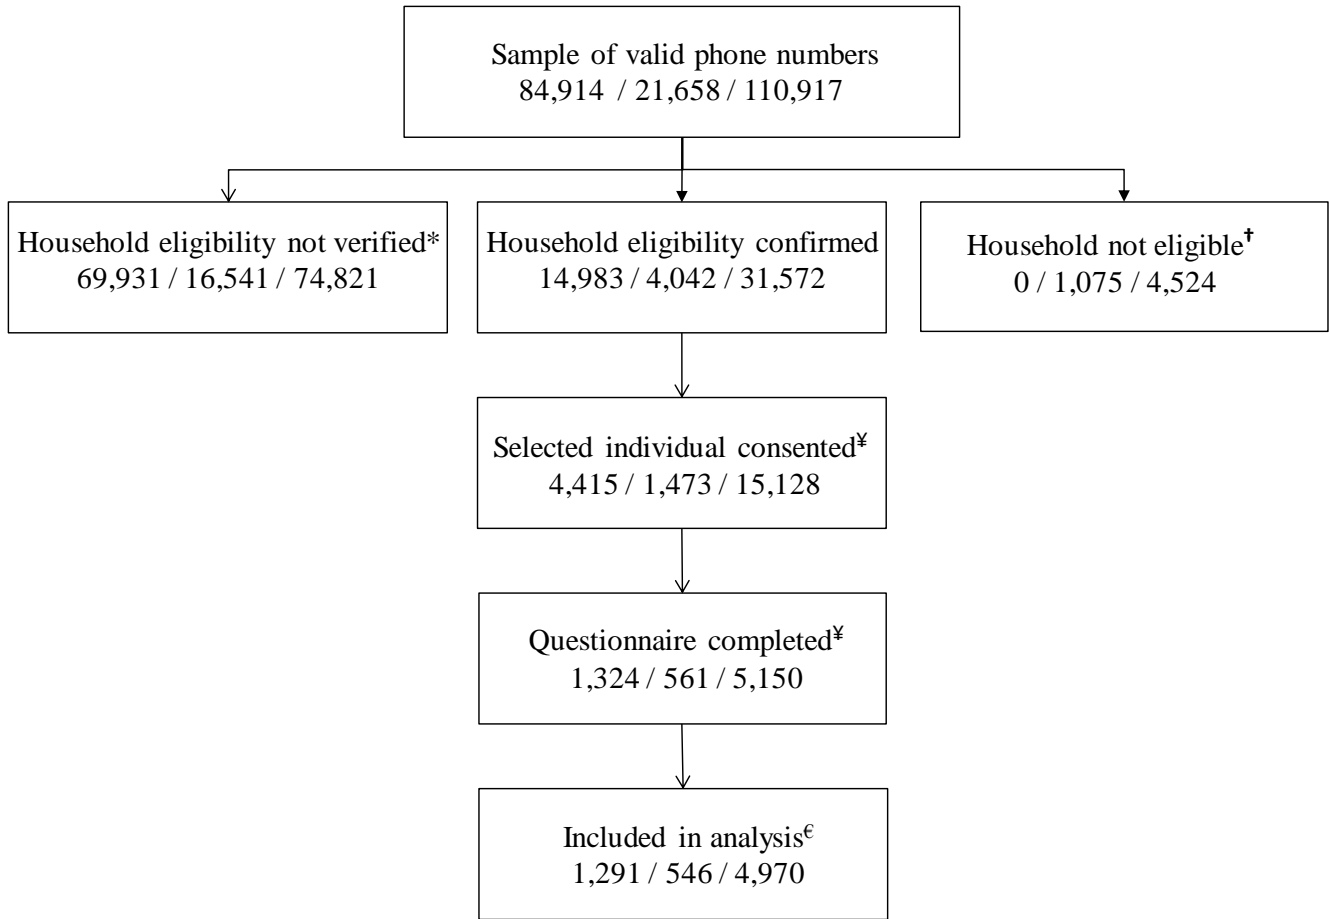 Sample of valid phone numbers
84,914 / 21,658 / 110,917
Household eligibility not verified*
69,931 / 16,541 / 74,821
Household eligibility confirmed
14,983 / 4,042 / 31,572
Household not eligible†
0 / 1,075 / 4,524
Selected individual consented¥
4,415 / 1,473 / 15,128
Questionnaire completed¥
1,324 / 561 / 5,150
Included in analysis€
1,291 / 546 / 4,970